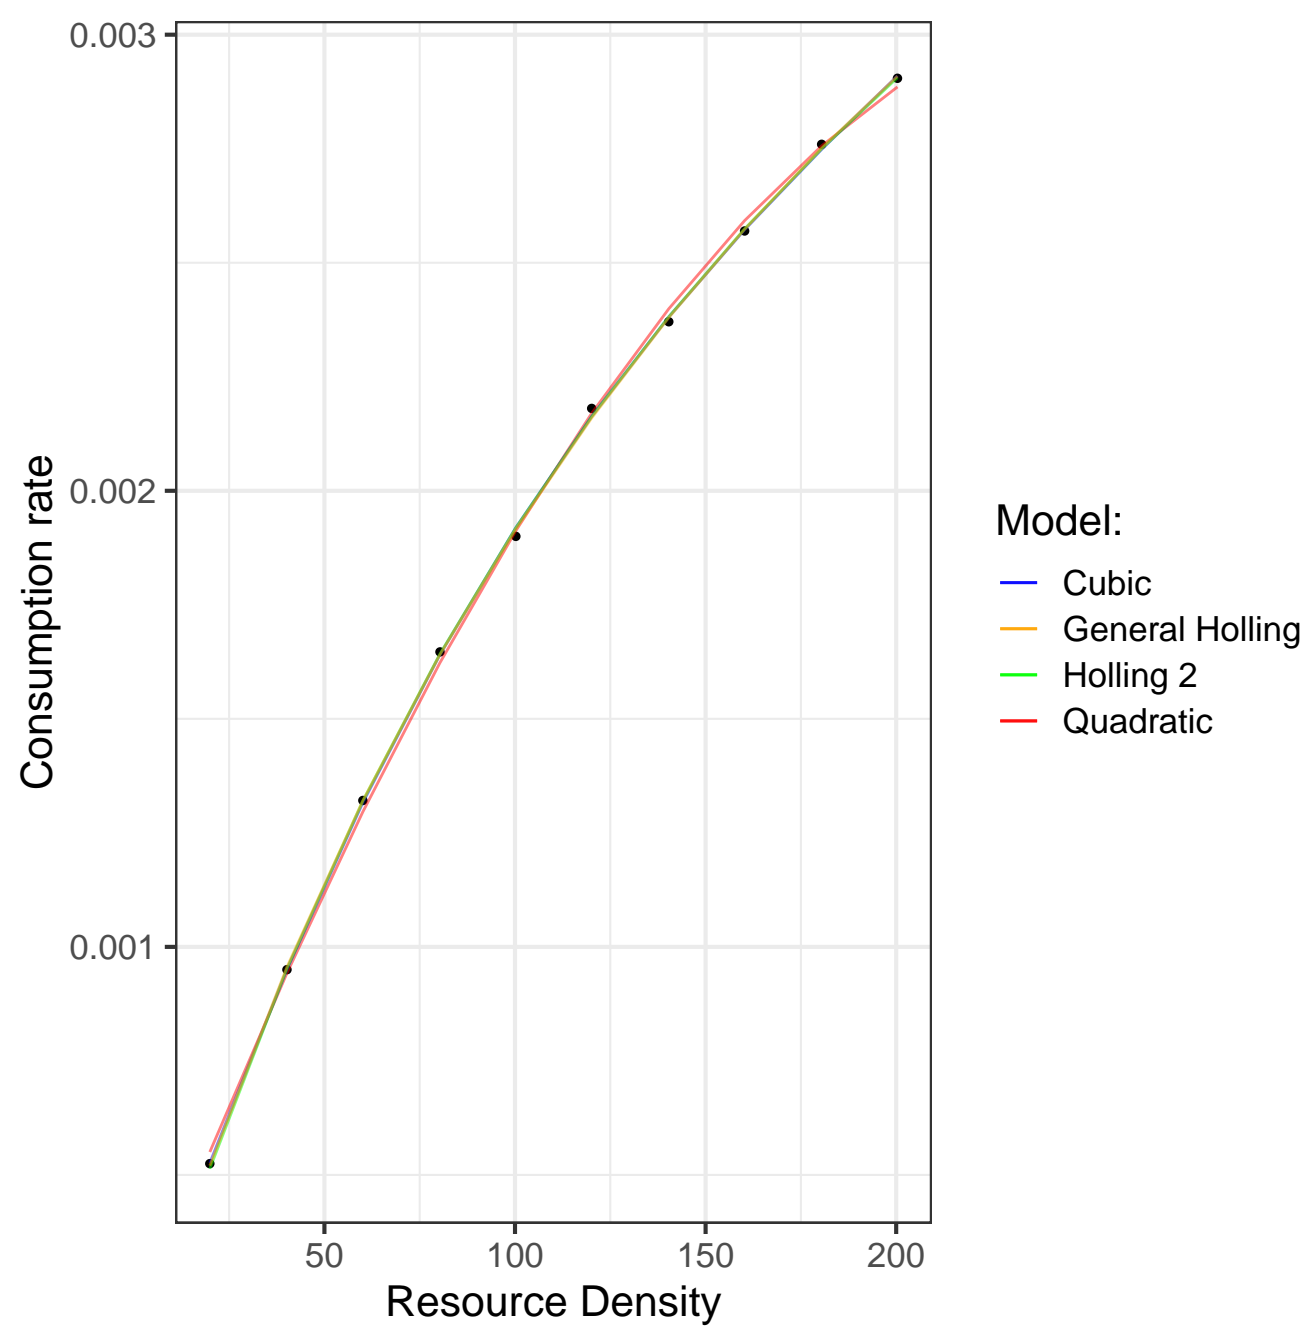 0.003
0.002
0.001
Consumption rate
50
100
150
200
Resource Density
Model:
Cubic
General Holling
Holling 2
Quadratic